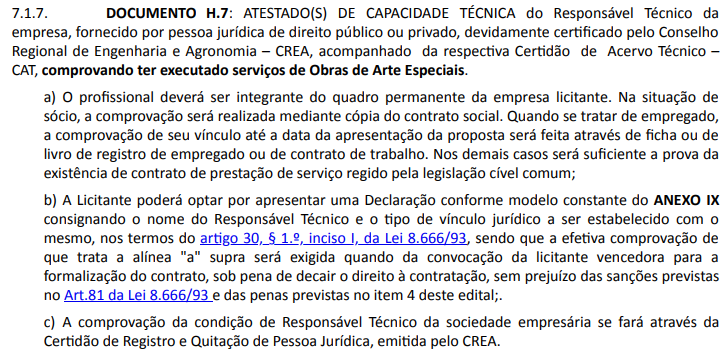 7.1.7. DOCUMENTO H.7: ATESTADO(S) DE CAPACIDADE TÉCNICA do Responsável Técnico da
empresa, fornecido por pessoa jurídica de direito público ou privado, devidamente certificado pelo Conselho
Regional de Engenharia e Agronomia – CREA, acompanhado da respectiva Certidão de Acervo Técnico –
CAT, comprovando ter executado serviços de Obras de Arte Especiais.
a) O profissional deverá ser integrante do quadro permanente da empresa licitante. Na situação de
sócio, a comprovação será realizada mediante cópia do contrato social. Quando se tratar de empregado,
a comprovação de seu vínculo até a data da apresentação da proposta será feita através de ficha ou de
livro de registro de empregado ou de contrato de trabalho. Nos demais casos será suficiente a prova da
existência de contrato de prestação de serviço regido pela legislação cível comum;
b) A Licitante poderá optar por apresentar uma Declaração conforme modelo constante do ANEXO IX
consignando o nome do Responsável Técnico e o tipo de vínculo jurídico a ser estabelecido com o
mesmo, nos termos do artigo 30, § 1.º, inciso I, da Lei 8.666/93, sendo que a efetiva comprovação de
que trata a alínea "a" supra será exigida quando da convocação da licitante vencedora para a
formalização do contrato, sob pena de decair o direito à contratação, sem prejuízo das sanções previstas
no Art.81 da Lei 8.666/93 e das penas previstas no item 4 deste edital;.
c) A comprovação da condição de Responsável Técnico da sociedade empresária se fará através da
Certidão de Registro e Quitação de Pessoa Jurídica, emitida pelo CREA.